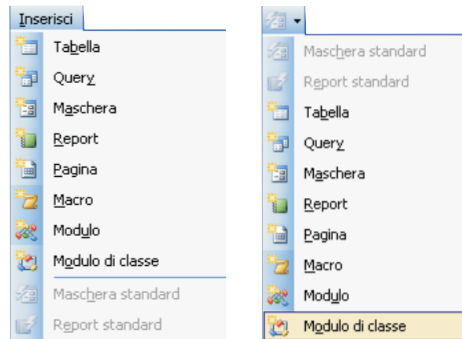 Inserisci
Tabella
Query
Maschera
Report
Pagina
Macro
Modulo
Modulo di classe
Maschera standard
Report standard
Maschera standard
Report standard
Tabella
Query
Maschera
Report
Pagina
Macro
Modulo
Modulo di classe